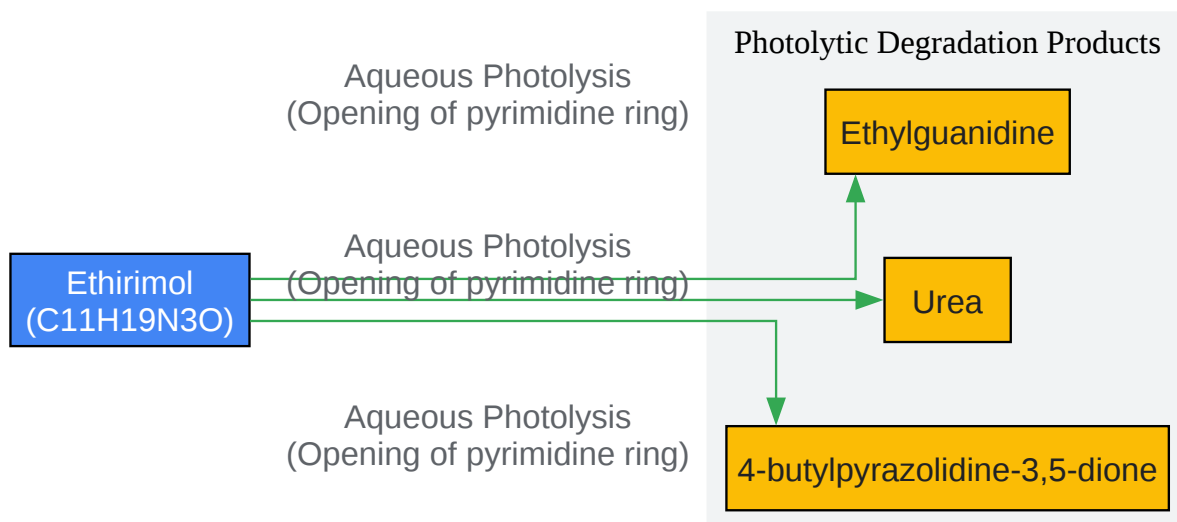 Photolytic Degradation Products
Aqueous Photolysis
(Opening of pyrimidine ring)
Ethylguanidine
Aqueous Photolysis
(Opening of pyrimidine ring)
Ethirimol
(C11H19N3O)
Urea
Aqueous Photolysis
(Opening of pyrimidine ring)
4-butylpyrazolidine-3,5-dione